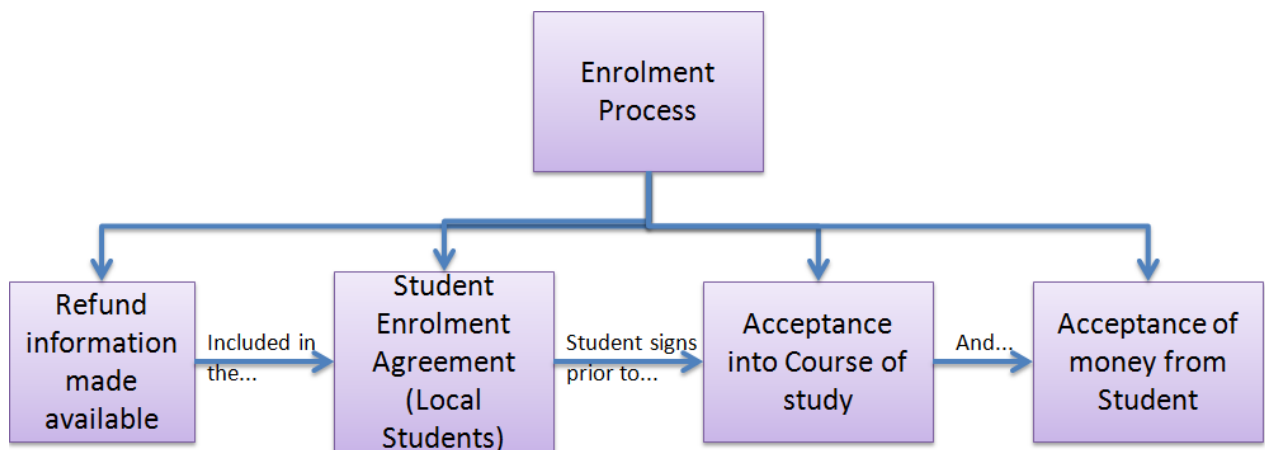 Enrolment
Process
Refund
information
made
available
Included in
the...
Student
Enrolment
Agreement
(Local
Students)
Student signs
prior to...
Acceptance
into Course of
study
And...
Acceptance of
money from
Student